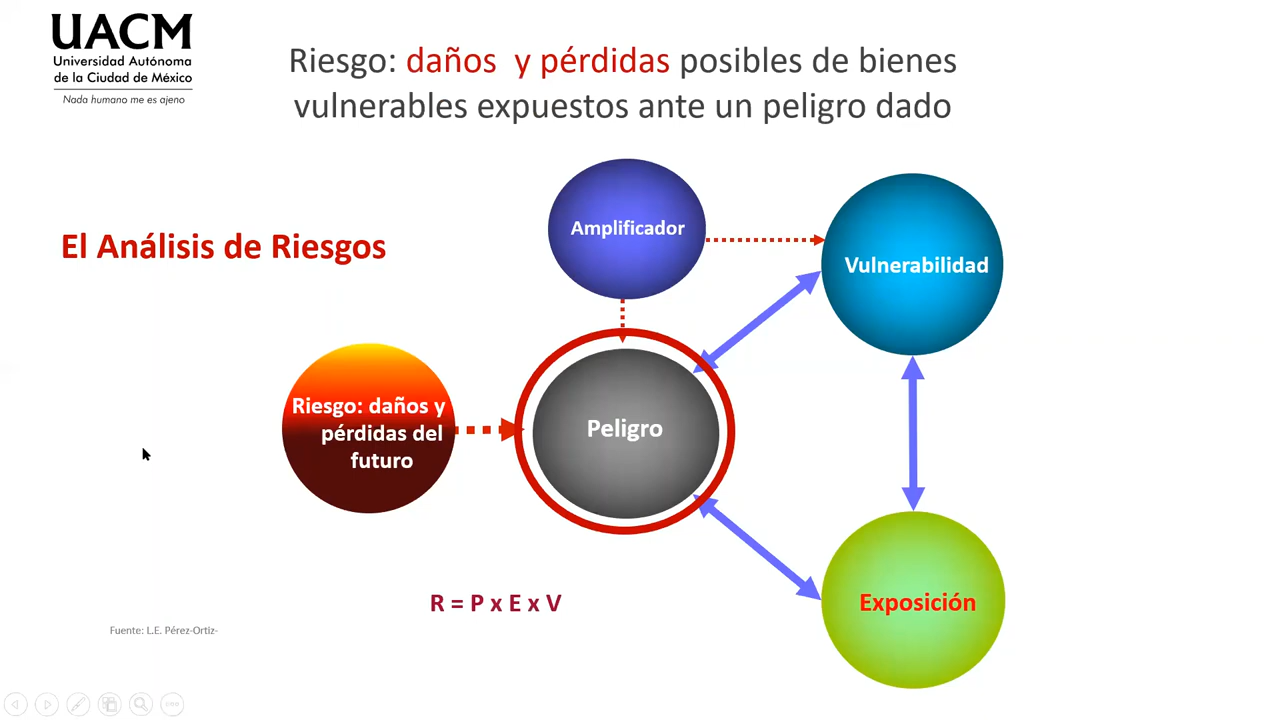 UACM
Universidad Autónoma
de la Ciudad de México
Nada humano me es ajeno
Riesgo: daños y pérdidas posibles de bienes
vulnerables expuestos ante un peligro dado
El Análisis de Riesgos
Amplificador
Vulnerabilidad
Riesgo: daños y
pérdidas del
futuro
Peligro
Exposición
R = P x E x V
Fuente: L.E. Pérez-Ortiz-